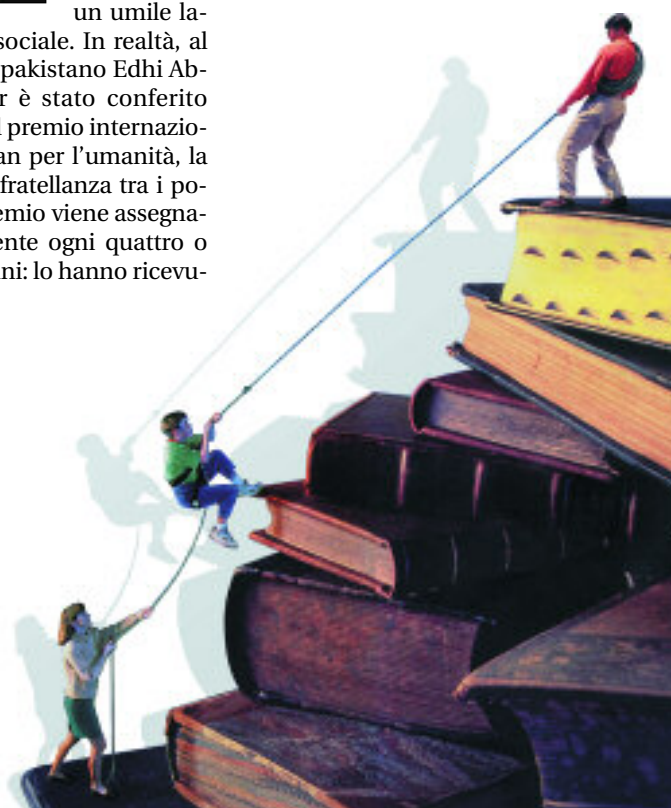 un umile la-
sociale. In realtà, al
pakistano Edhi Ab-
r è stato conferito
l premio internazio-
an per l'umanità, la
fratellanza tra i po-
emio viene assegna-
ente ogni quattro o
ni: lo hanno ricevu-